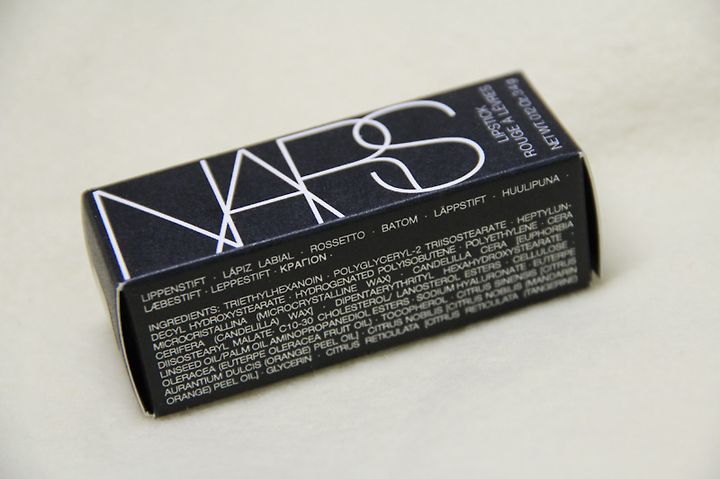 NARS
LIPSTICK
ROUGE A LÈVRES
NET WT. 0.12 Oz. 3.4g
LIPPENSTIFT · LÁPIZ LABIAL · ROSSETTO · BATOM · LÄPPSTIFT · HUULIPUNA ·
LÆBESTIFT · LEPPESTIFT · ΚΡΑΓΙΟΝ ·
INGREDIENTS: TRIETHYLHEXANOIN · POLYGLYCERYL-2 TRIISOSTEARATE · HEPTYLUN-
DECYL HYDROXYSTEARATE · HYDROGENATED POLYISOBUTENE · POLYETHYLENE · CERA
MICROCRISTALLINA (MICROCRYSTALLINE WAX) · CANDELILLA CERA [EUPHORBIA
CERIFERA (CANDELILLA) WAX] · DIPENTAERYTHRITYL HEXAHYDROXYSTEARATE ·
DIISOSTEARYL MALATE · C10-30 CHOLESTEROL/ LANOSTEROL ESTERS · CELLULOSE ·
LINSEED OIL/PALM OIL AMINOPROPANEDIOL ESTERS · SODIUM HYALURONATE · [EUTERPE
OLERACEA (EUTERPE OLERACEA FRUIT OIL)] · TOCOPHEROL · CITRUS SINENSIS [CITRUS
AURANTIUM DULCIS (ORANGE) PEEL OIL] · CITRUS NOBILIS [CITRUS NOBILIS (MANDARIN
ORANGE) PEEL OIL] · GLYCERIN · CITRUS RETICULATA [CITRUS RETICULATA (TANGERINE)